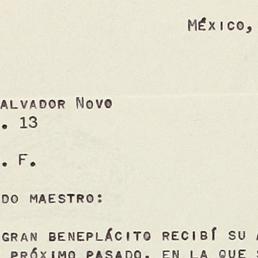 MÉXICO,
ALVADOR NOVO
. 13
. F.
DO MAESTRO:
GRAN BENEPLÁCITO RECIBÍ SU
PRÓXIMO PASADO, EN LA QUE